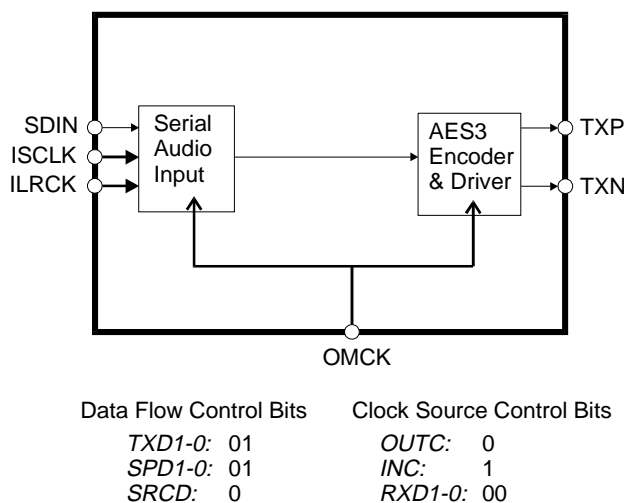 SDIN
ISCLK
ILRCK
Serial
Audio
Input
AES3
Encoder
& Driver
TXP
TXN
OMCK
Data Flow Control Bits
TXD1-0: 01
SPD1-0: 01
SRCD: 0
Clock Source Control Bits
OUTC: 0
INC: 1
RXD1-0: 00